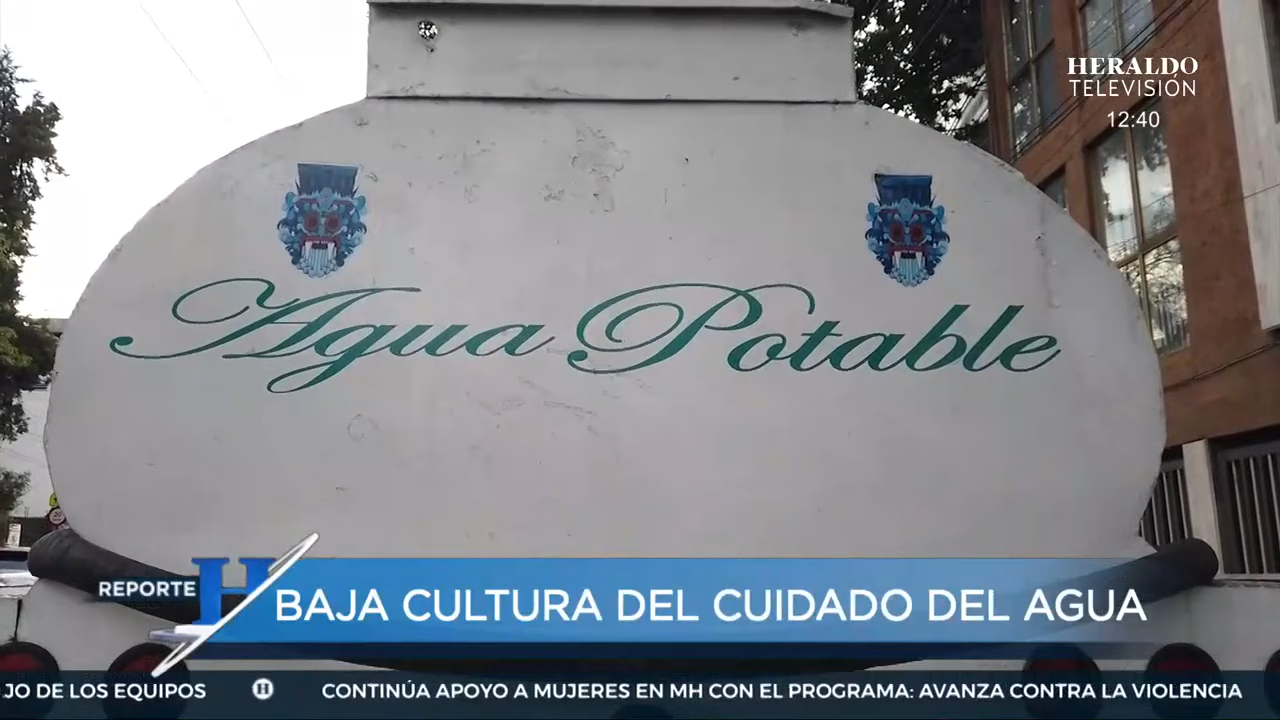 HERALDO
TELEVISIÓN
12:40
Agua Potable
REPORTE H
BAJA CULTURA DEL CUIDADO DEL AGUA
JO DE LOS EQUIPOS H CONTINÚA APOYO A MUJERES EN MH CON EL PROGRAMA: AVANZA CONTRA LA VIOLENCIA